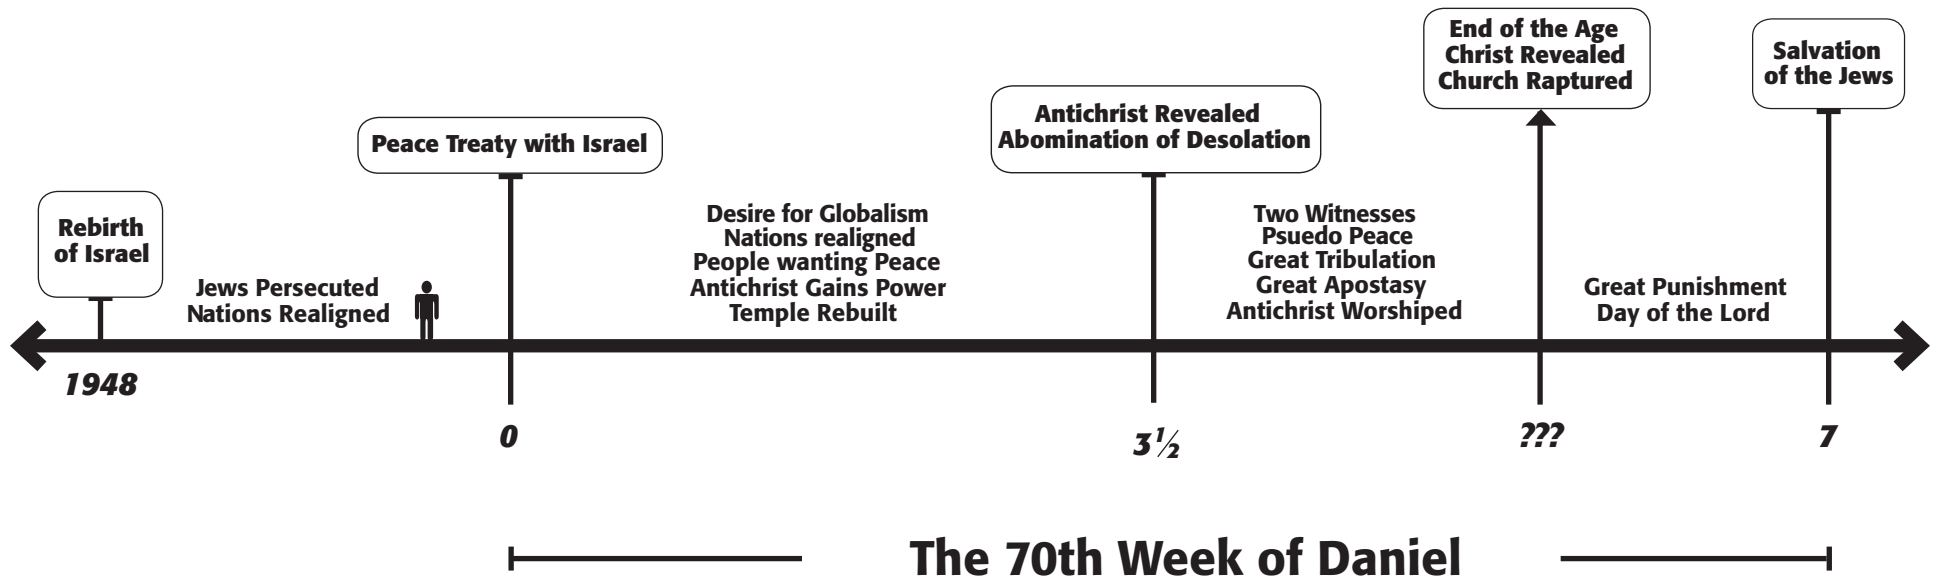 Rebirth
of Israel
Jews Persecuted
Nations Realigned
1948
Peace Treaty with Israel
0
Desire for Globalism
Nations realigned
People wanting Peace
Antichrist Gains Power
Temple Rebuilt
Antichrist Revealed
Abomination of Desolation
3½
Two Witnesses
Psuedo Peace
Great Tribulation
Great Apostasy
Antichrist Worshiped
End of the Age
Christ Revealed
Church Raptured
???
Great Punishment
Day of the Lord
Salvation
of the Jews
7
The 70th Week of Daniel